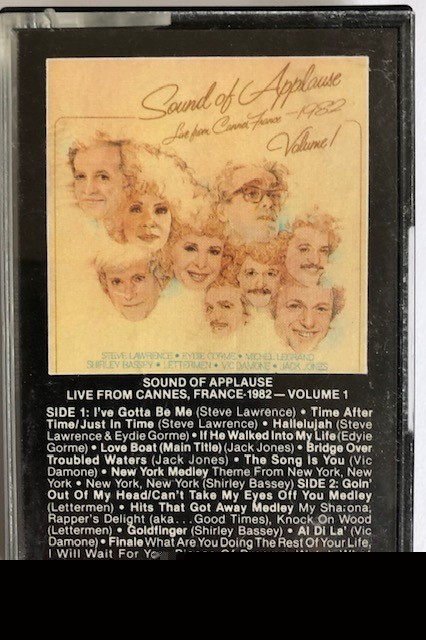 Sound of Applause
Live from Cannes, France — 1982
Volume 1
STEVE LAWRENCE • EYDIE GORME • MICHEL LEGRAND
SHIRLEY BASSEY • LETTERMEN • VIC DAMONE • JACK JONES
SOUND OF APPLAUSE
LIVE FROM CANNES, FRANCE-1982 — VOLUME 1
SIDE 1: I've Gotta Be Me (Steve Lawrence) • Time After
Time/Just In Time (Steve Lawrence) • Hallelujah (Steve
Lawrence & Eydie Gorme) • If He Walked Into My Life (Edyie
Gorme) • Love Boat (Main Title) (Jack Jones) • Bridge Over
Troubled Waters (Jack Jones) • The Song Is You (Vic
Damone) • New York Medley Theme From New York, New
York • New York, New York (Shirley Bassey) SIDE 2: Goin'
Out Of My Head/Can't Take My Eyes Off You Medley
(Lettermen) • Hits That Got Away Medley My Sharona,
Rapper's Delight (aka...Good Times), Knock On Wood
(Lettermen) • Goldfinger (Shirley Bassey) • Al Di La' (Vic
Damone) • Finale What Are You Doing The Rest Of Your Life,
I Will Wait For